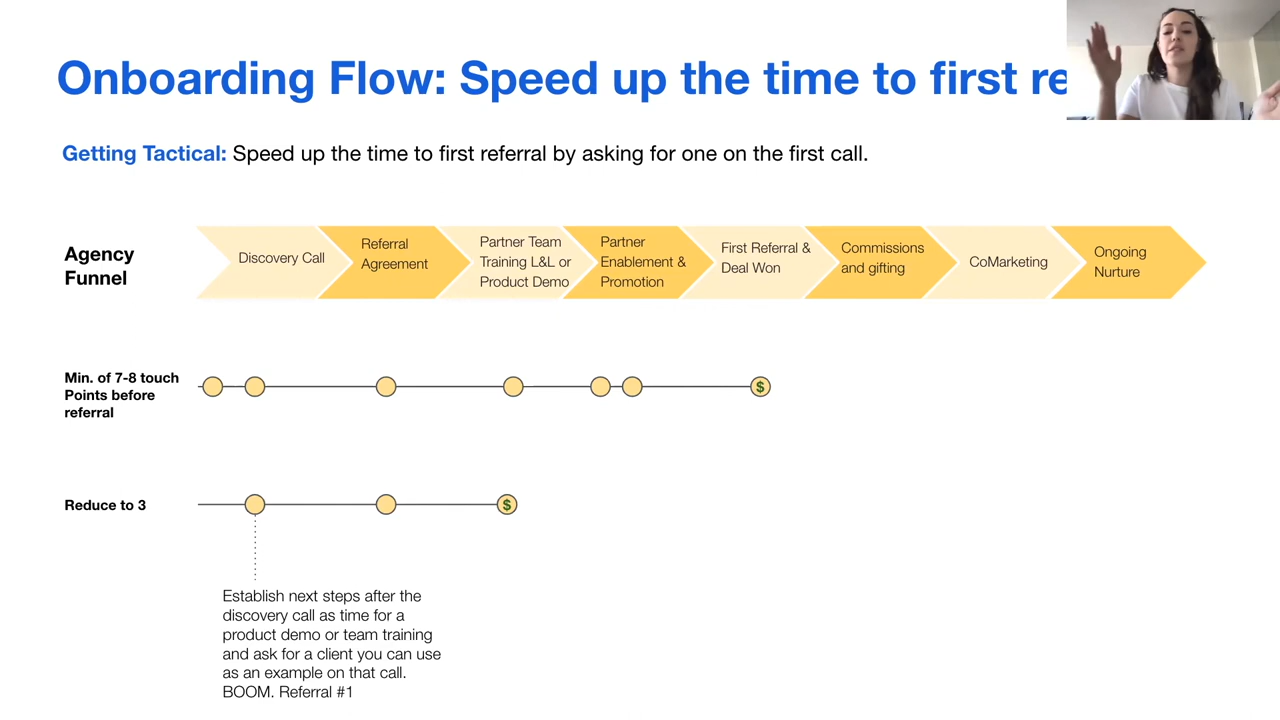 Onboarding Flow: Speed up the time to first re
Getting Tactical: Speed up the time to first referral by asking for one on the first call.
Agency
Funnel
Discovery Call
Referral
Agreement
Partner Team
Training L&L or
Product Demo
Partner
Enablement &
Promotion
First Referral &
Deal Won
Commissions
and gifting
CoMarketing
Ongoing
Nurture
Min. of 7-8 touch
Points before
referral
$
Reduce to 3
$
Establish next steps after the
discovery call as time for a
product demo or team training
and ask for a client you can use
as an example on that call.
BOOM. Referral #1